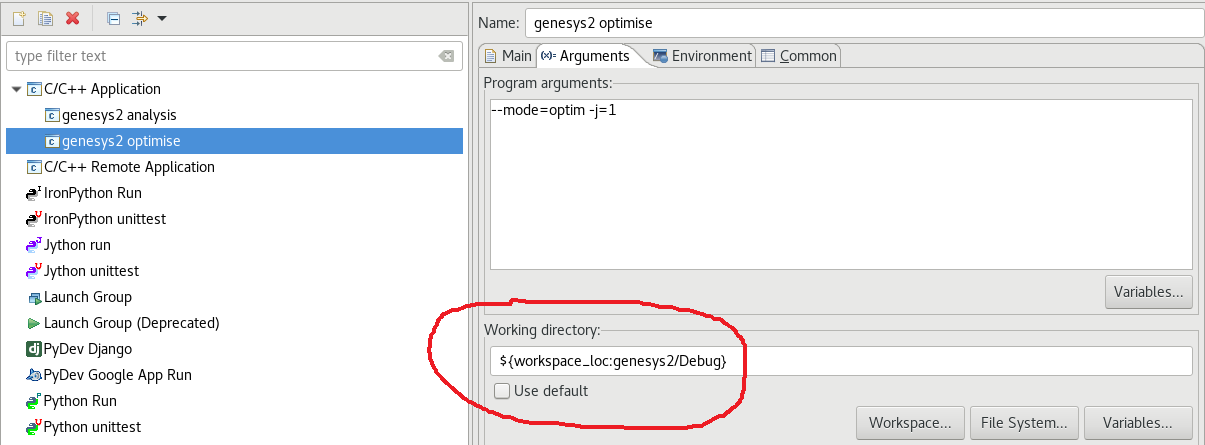 type filter text
C/C++ Application
genesys2 analysis
genesys2 optimise
C/C++ Remote Application
IronPython Run
IronPython unittest
Jython run
Jython unittest
Launch Group
Launch Group (Deprecated)
PyDev Django
PyDev Google App Run
Python Run
Python unittest
Name: genesys2 optimise
Main (x)= Arguments Environment Common
Program arguments:
--mode=optim -j=1
Variables...
Working directory:
${workspace_loc:genesys2/Debug}
Use default
Workspace... File System... Variables...